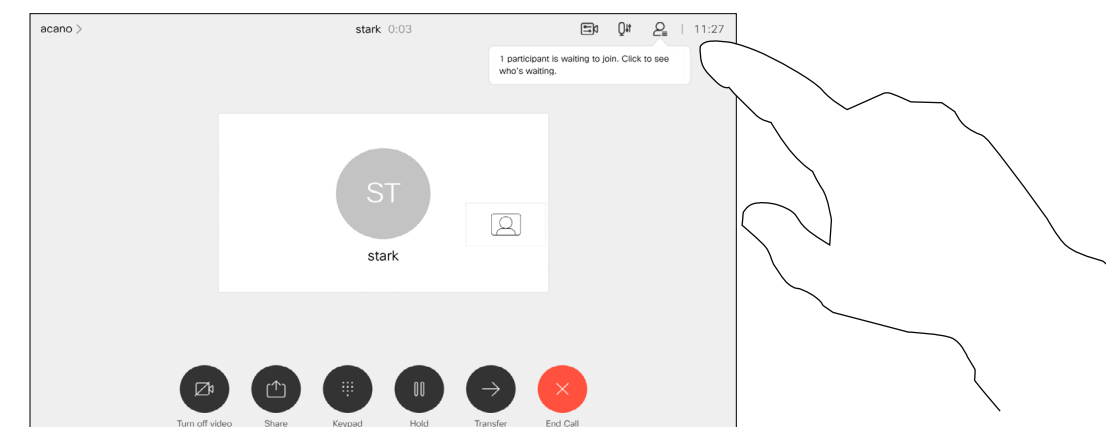 acano >
stark 0:03
11:27
1 participant is waiting to join. Click to see
who's waiting.
ST
stark
Turn off video
Share
Keypad
Hold
Transfer
End Call